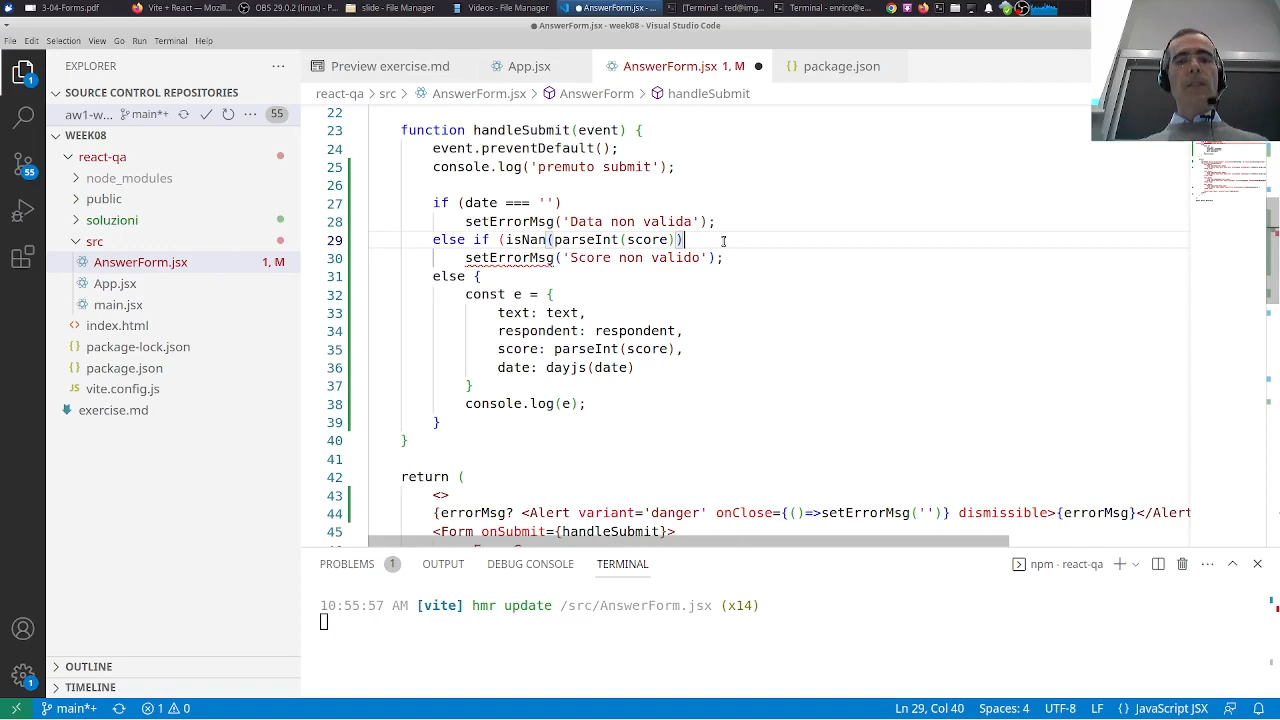 3:04-Forms.pdf
OBS 29.0.2 (...
slide-File Manager
Videos - File Manager
AnswerForm.jsx ...
Terminal - ted@ing...
Terminal - enrico@e...
AnswerForm.jsx - week08 - Visual Studio Code
File Edit Selection View Go Run Terminal Help
EXPLORER
Preview exercise.md
App.jsx
AnswerForm.jsx 1, M
package.json
SOURCE CONTROL REPOSITORIES
react-qa > src > AnswerForm.jsx > AnswerForm > handleSubmit
aw1-w... main*+ 55
WEEK08
react-qa
node_modules
public
soluzioni
src
AnswerForm.jsx 1, M
App.jsx
main.jsx
index.html
package-lock.json
package.json
vite.config.js
exercise.md
OUTLINE
TIMELINE
22
23 function handleSubmit(event) {
24 event.preventDefault();
25 console.log('premuto submit');
26
27 if (date === '')
28 setErrorMsg('Data non valida');
29 else if (isNan(parseInt(score))
30 setErrorMsg('Score non valido');
31 else {
32 const e = {
33 text: text,
34 respondent: respondent,
35 score: parseInt(score),
36 date: dayjs(date)
37 }
38 console.log(e);
39 }
40 }
41
42 return (
43 <>
44 {errorMsg? <Alert variant='danger' onClose={()=>setErrorMsg('')} dismissible>{errorMsg}</Alert
45 <Form onSubmit={handleSubmit}>
PROBLEMS 1 OUTPUT DEBUG CONSOLE TERMINAL
npm - react-qa
10:55:57 AM [vite] hmr update /src/AnswerForm.jsx (x14)
1
55
1
main*+ 1 0
Ln 29, Col 40 Spaces: 4 UTF-8 LF {} JavaScript JSX